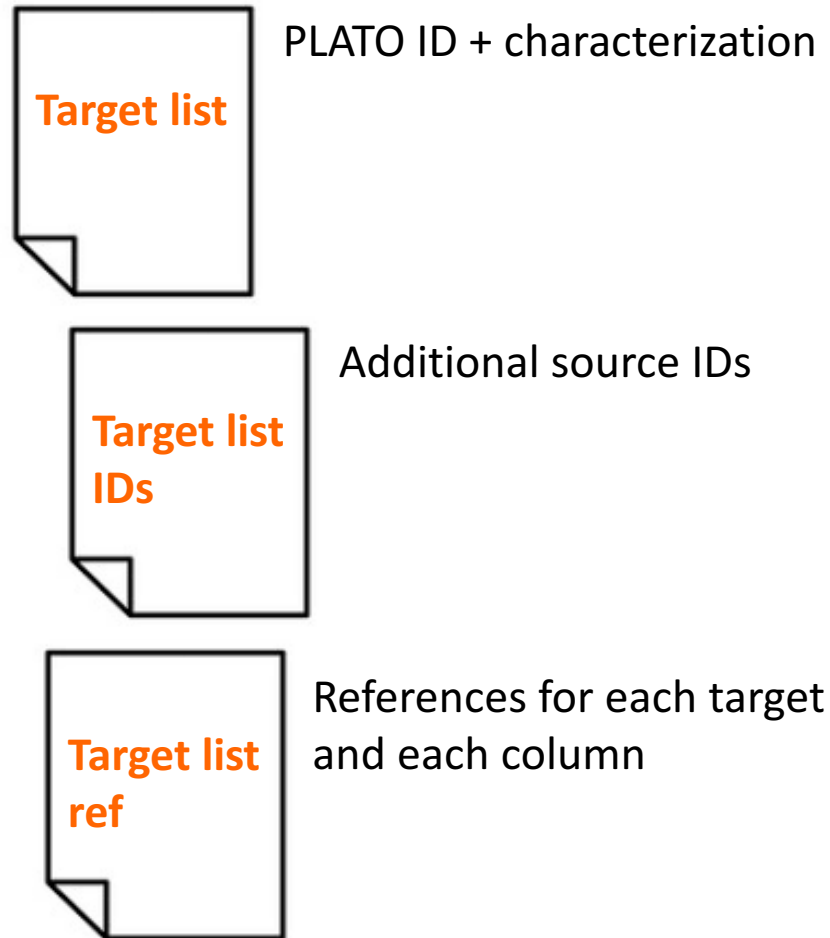 PLATO ID + characterization
Target list
Additional source IDs
Target list
IDs
References for each target
and each column
Target list
ref